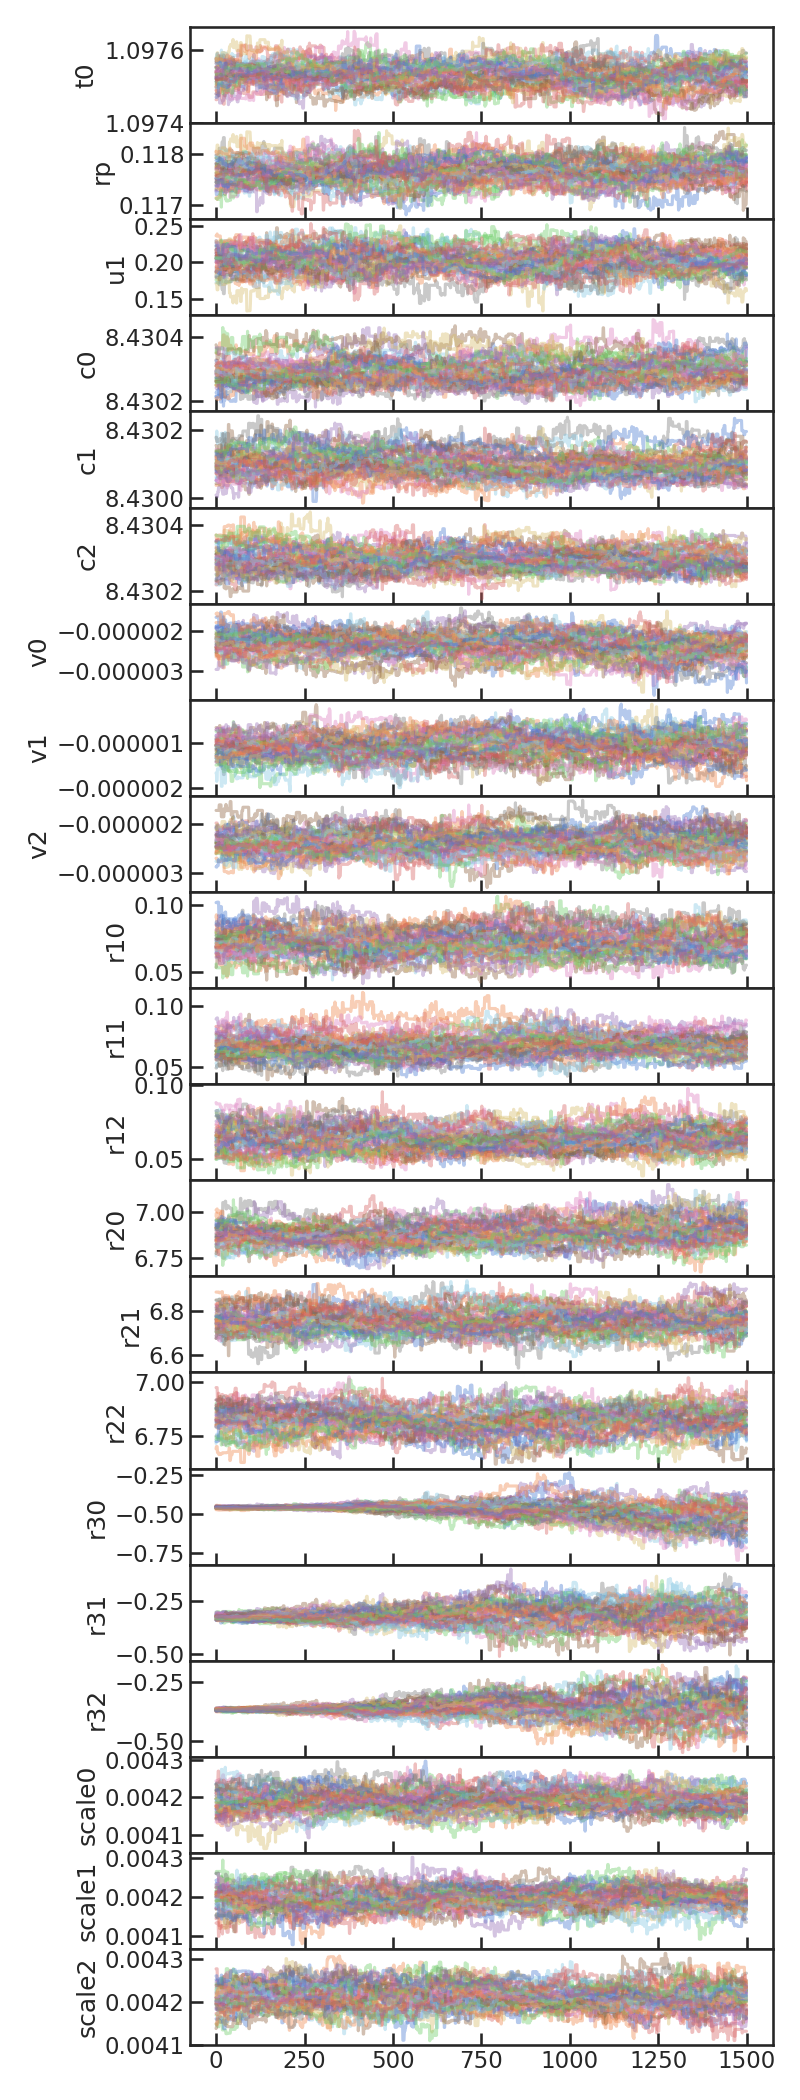 t0
1.0976
1.0974
rp
0.118
0.117
u1
0.25
0.20
0.15
c0
8.4304
8.4302
c1
8.4302
8.4300
c2
8.4304
8.4302
v0
−0.000002
−0.000003
v1
−0.000001
−0.000002
v2
−0.000002
−0.000003
r10
0.10
0.05
r11
0.10
0.05
r12
0.10
0.05
r20
7.00
6.75
r21
6.8
6.6
r22
7.00
6.75
r30
−0.25
−0.50
−0.75
r31
−0.25
−0.50
r32
−0.25
−0.50
scale0
0.0043
0.0042
0.0041
scale1
0.0043
0.0042
0.0041
scale2
0.0043
0.0042
0.0041
0 250 500 750 1000 1250 1500